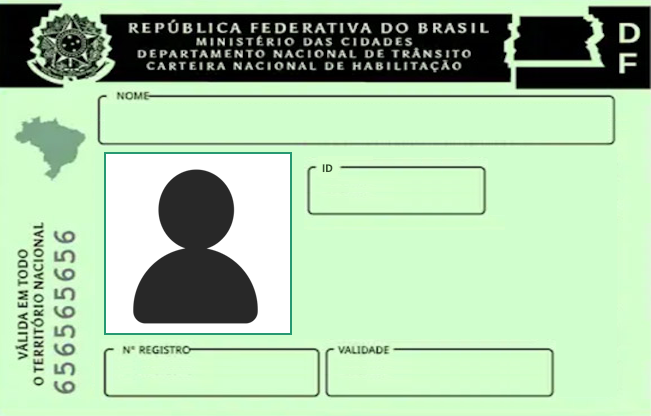 REPÚBLICA FEDERATIVA DO BRASIL
MINISTÉRIO DAS CIDADES
DEPARTAMENTO NACIONAL DE TRÂNSITO
CARTEIRA NACIONAL DE HABILITAÇÃO
D
F
NOME
ID
VÁLIDA EM TODO
O TERRITÓRIO NACIONAL
6565656565
Nº REGISTRO
VALIDADE